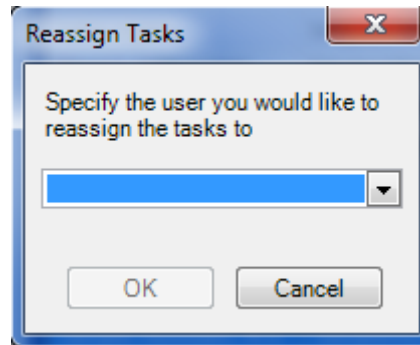 Reassign Tasks
Specify the user you would like to
reassign the tasks to
OK
Cancel